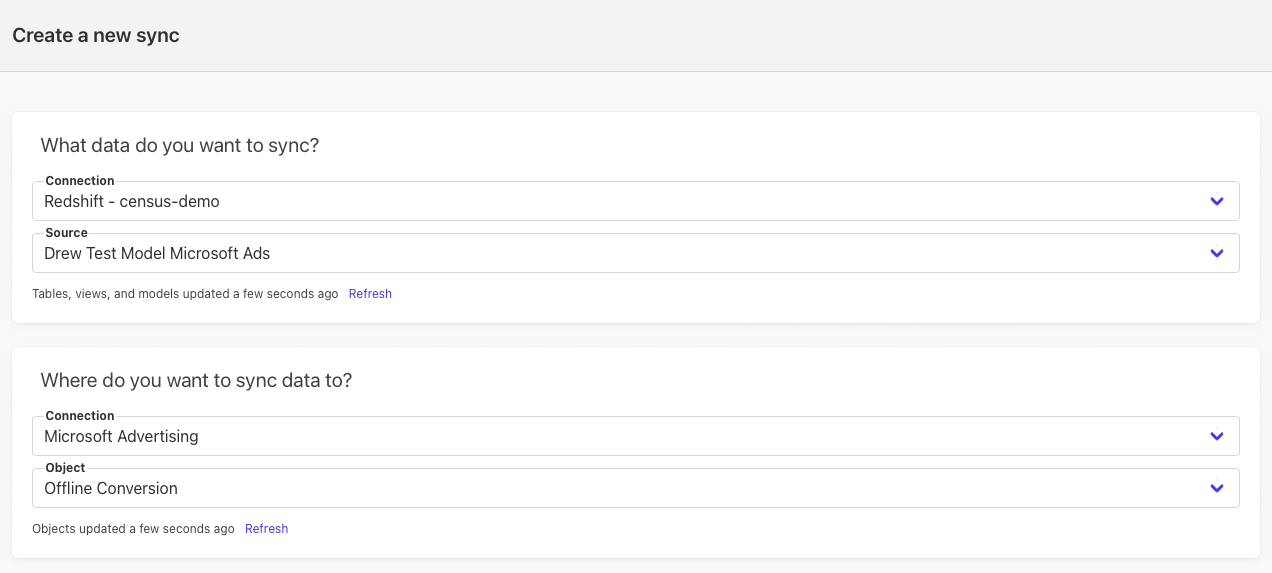 Create a new sync
What data do you want to sync?
Connection
Redshift - census-demo
Source
Drew Test Model Microsoft Ads
Tables, views, and models updated a few seconds ago Refresh
Where do you want to sync data to?
Connection
Microsoft Advertising
Object
Offline Conversion
Objects updated a few seconds ago Refresh